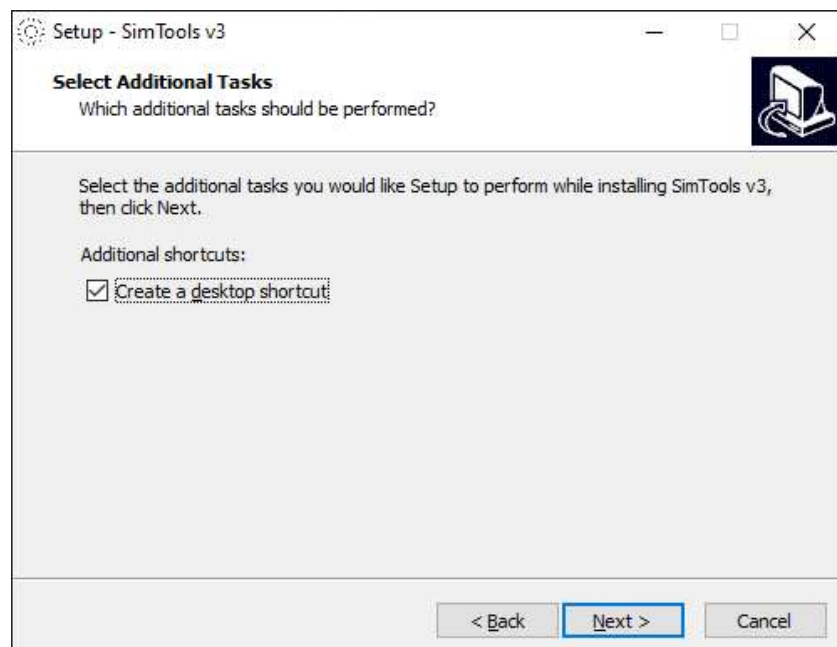 Setup - SimTools v3
Select Additional Tasks
Which additional tasks should be performed?
Select the additional tasks you would like Setup to perform while installing SimTools v3,
then click Next.
Additional shortcuts:
Create a desktop shortcut
< Back
Next >
Cancel